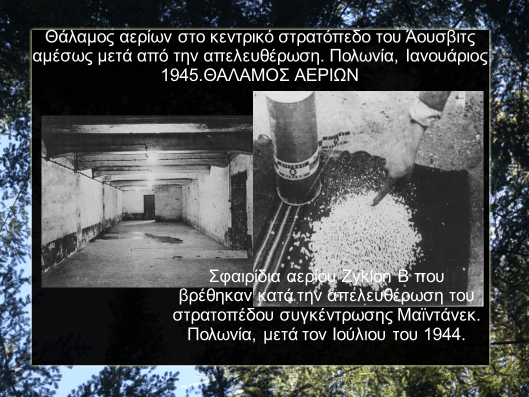 Θάλαμος αερίων στο κεντρικό στρατόπεδο του Άουσβιτς
αμέσως μετά από την απελευθέρωση. Πολωνία, Ιανουάριος
1945.ΘΑΛΑΜΟΣ ΑΕΡΙΩΝ
Σφαιρίδια αερίου Zyklon B που
βρέθηκαν κατά την απελευθέρωση του
στρατοπέδου συγκέντρωσης Μαϊντάνεκ.
Πολωνία, μετά τον Ιούλιου του 1944.